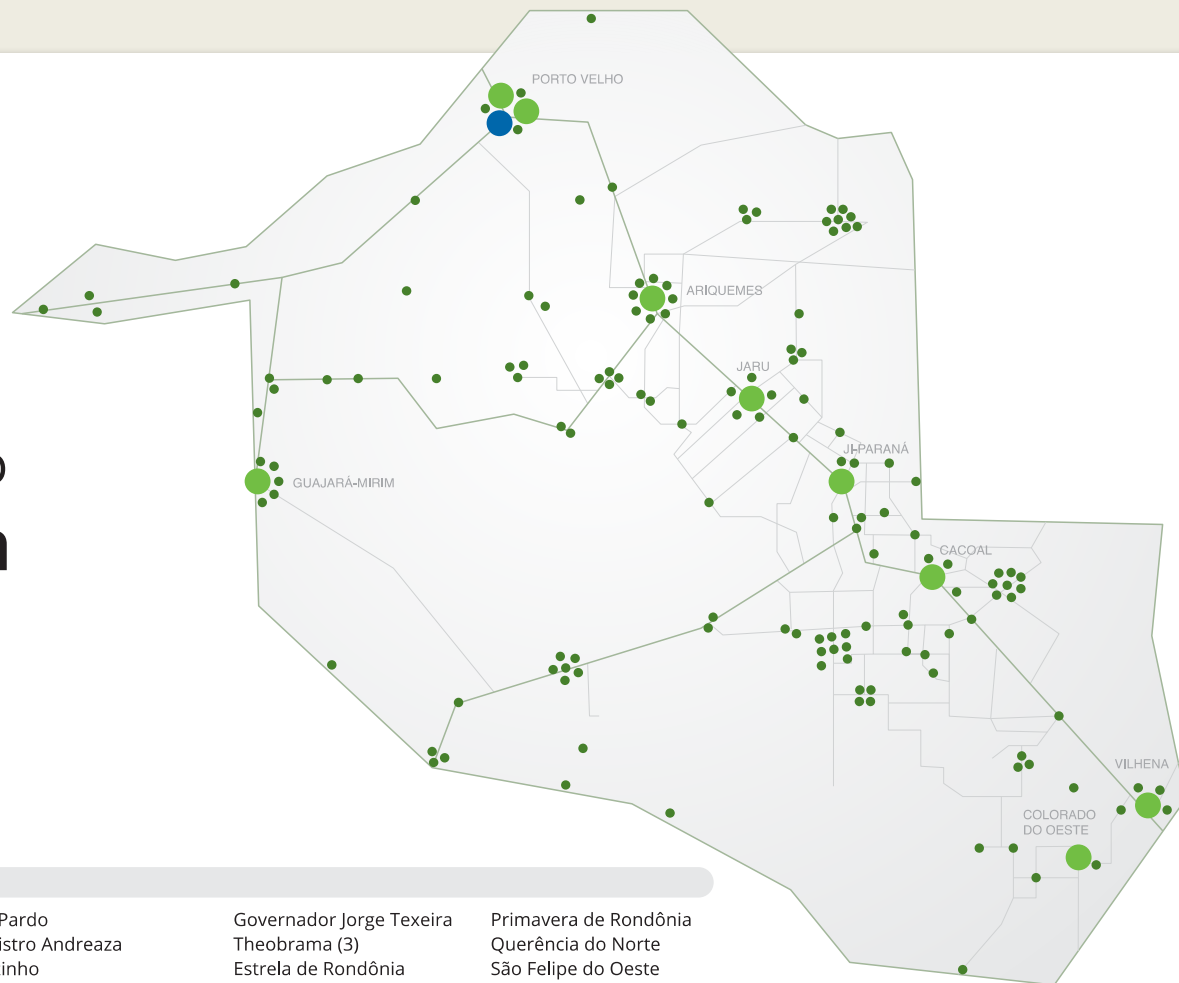 PORTO VELHO
ARIQUEMES
JARU
JI-PARANÁ
GUAJARÁ-MIRIM
CACOAL
VILHENA
COLORADO
DO OESTE
Pardo
Governador Jorge Texeira
Primavera de Rondônia
Andreaza
Theobrama (3)
Querência do Norte
Estrela de Rondônia
São Felipe do Oeste